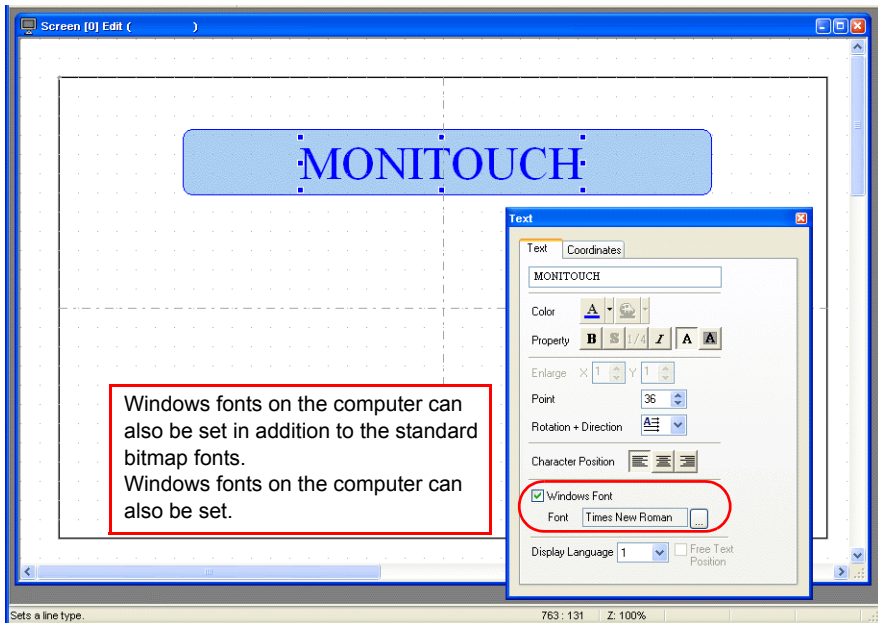 Screen [0] Edit ( )
MONITOUCH
Text
Text Coordinates
MONITOUCH
Color A
Property B S 1/4 I A A
Enlarge X 1 Y 1
Point 36
Rotation + Direction A
Character Position
Windows Font
Font Times New Roman ...
Display Language 1 Free Text
Position
Windows fonts on the computer can
also be set in addition to the standard
bitmap fonts.
Windows fonts on the computer can
also be set.
Sets a line type. 763 : 131 Z: 100%